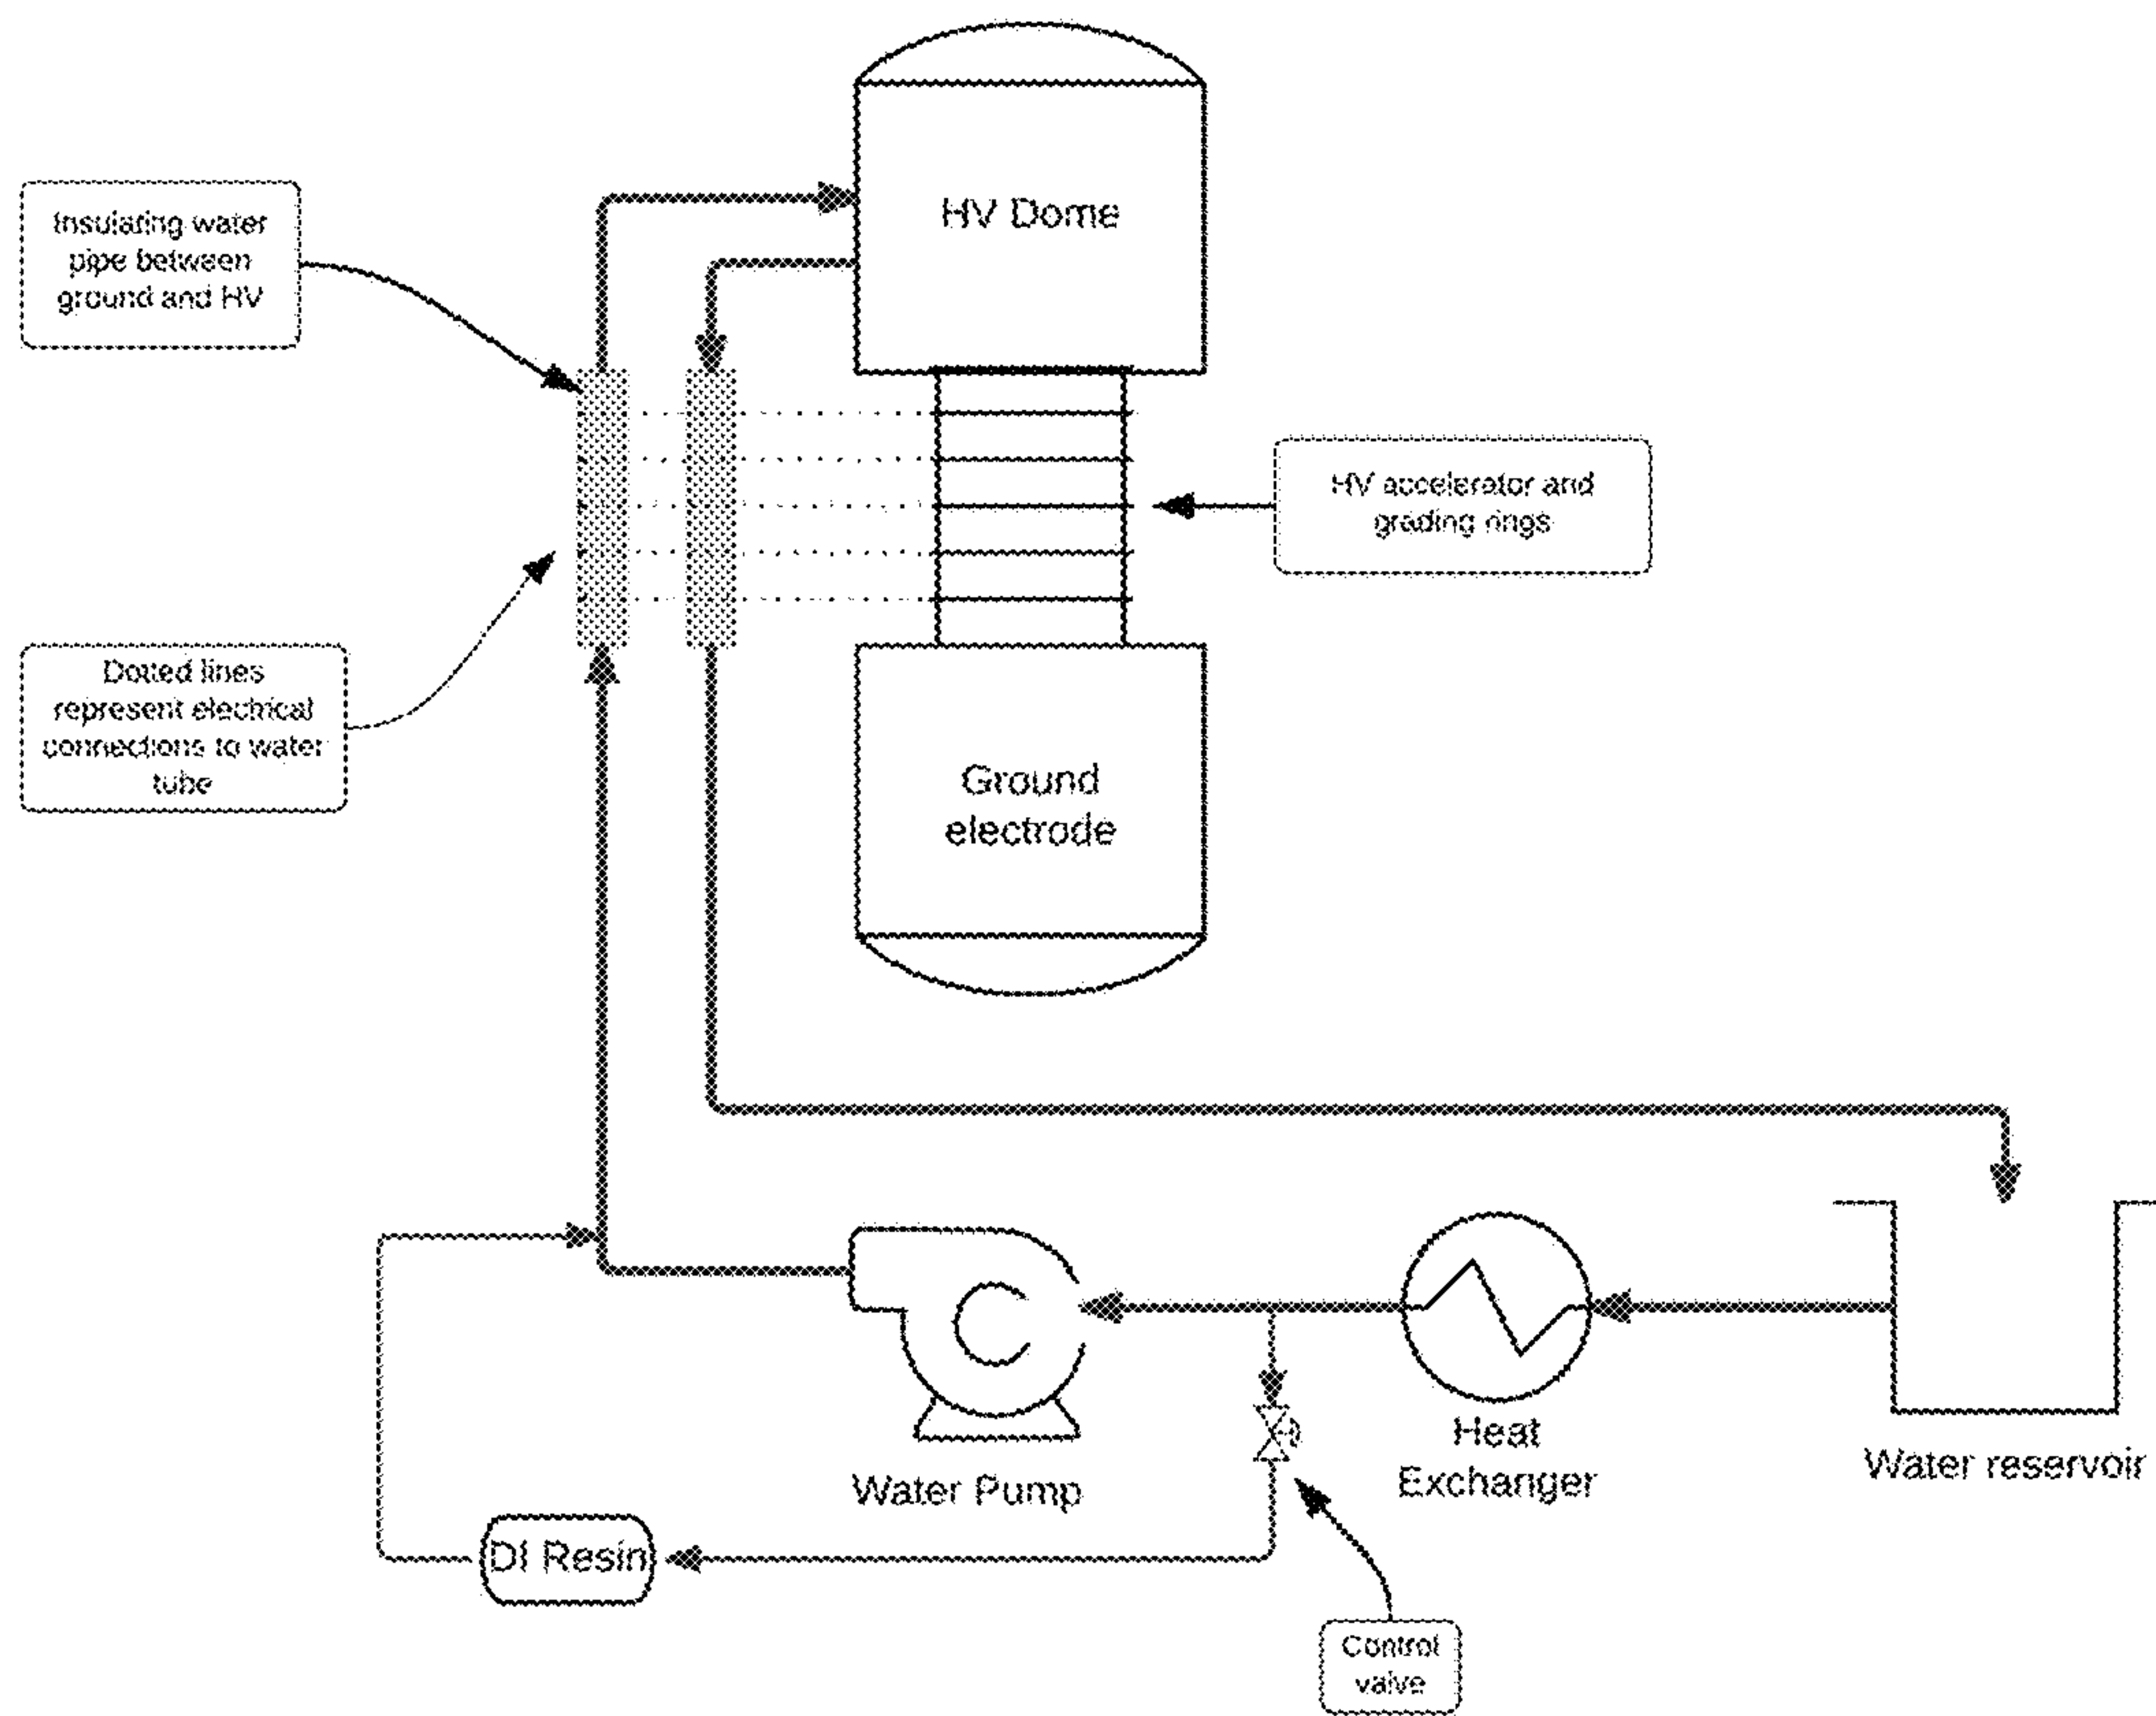 HV Dome
Insulating water
pipe between
ground and HV
HV accelerator and
grading rings
Dotted lines
represent electrical
connections to water
tube
Ground
electrode
Heat
Exchanger
Water reservoir
Water Pump
DI Resin
Control
valve